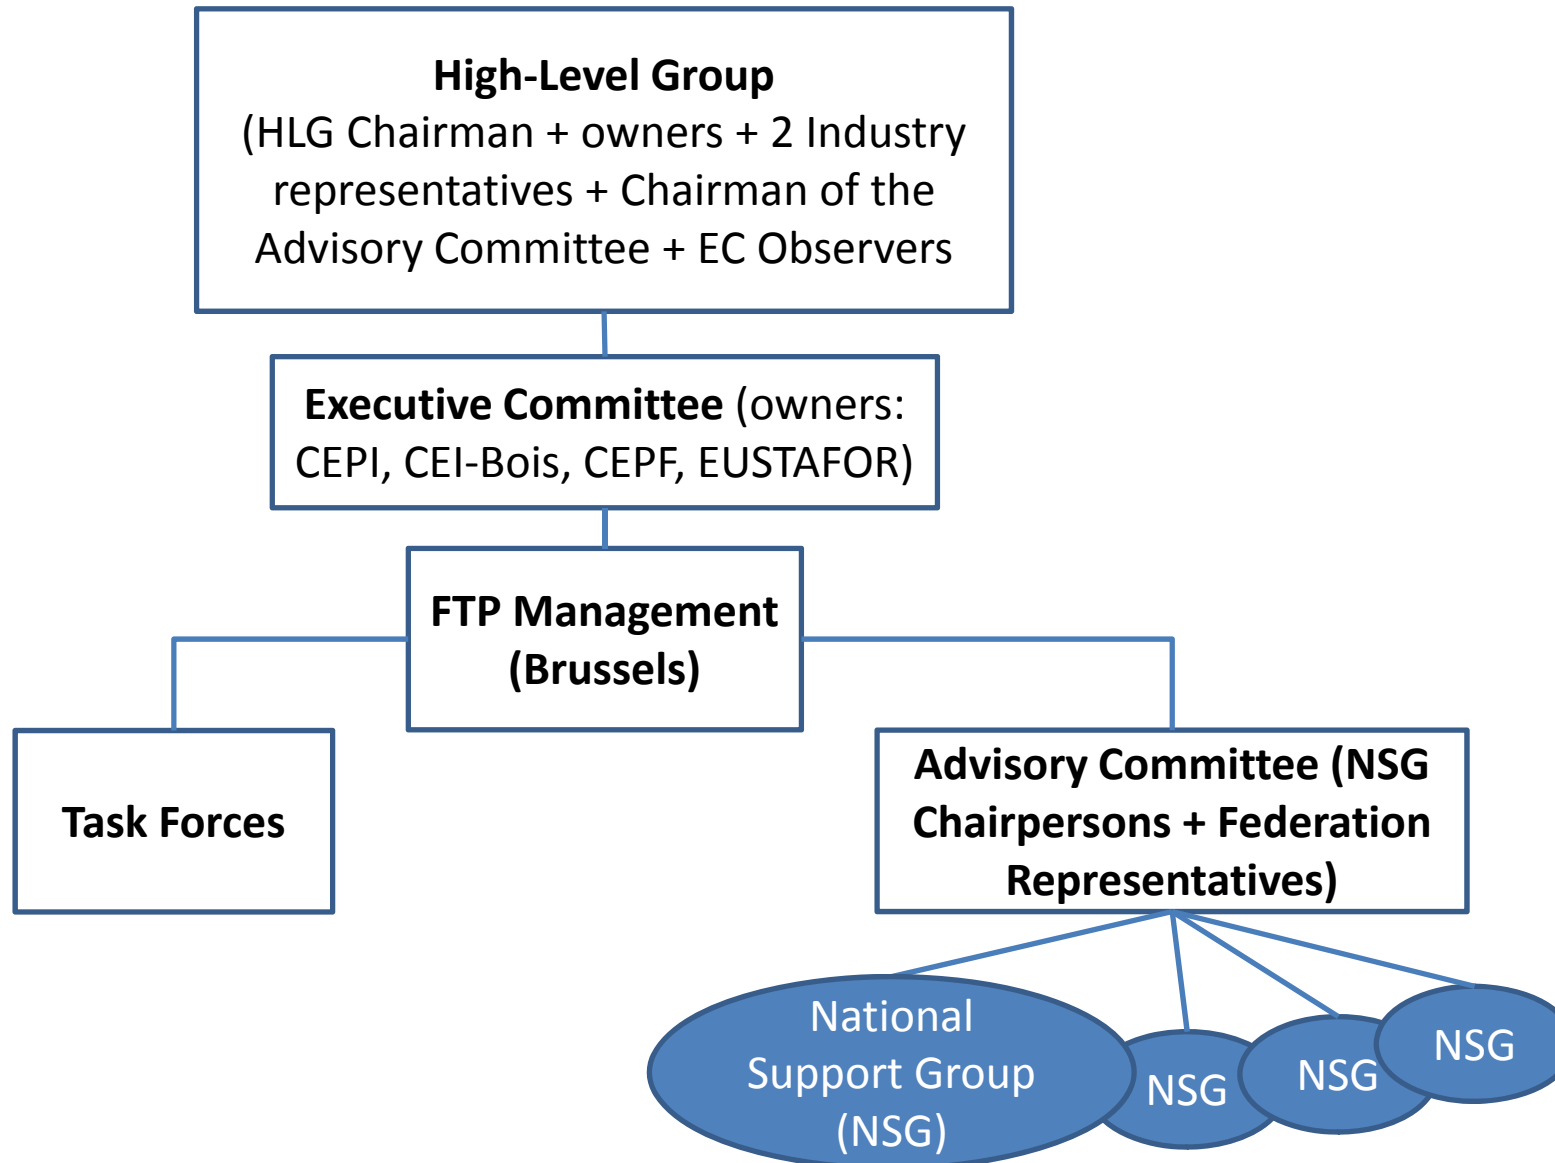 High-Level Group
(HLG Chairman + owners + 2 Industry
representatives + Chairman of the
Advisory Committee + EC Observers
Executive Committee (owners:
CEPI, CEI-Bois, CEPF, EUSTAFOR)
FTP Management
(Brussels)
Task Forces
Advisory Committee (NSG
Chairpersons + Federation
Representatives)
National
Support Group
(NSG)
NSG
NSG
NSG